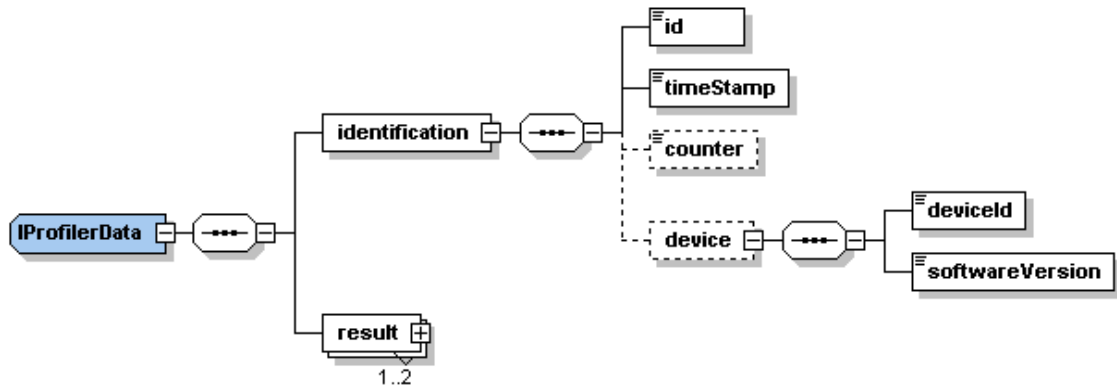 id
timeStamp
identification
counter
IProfilerData
device
deviceId
softwareVersion
result
1..2